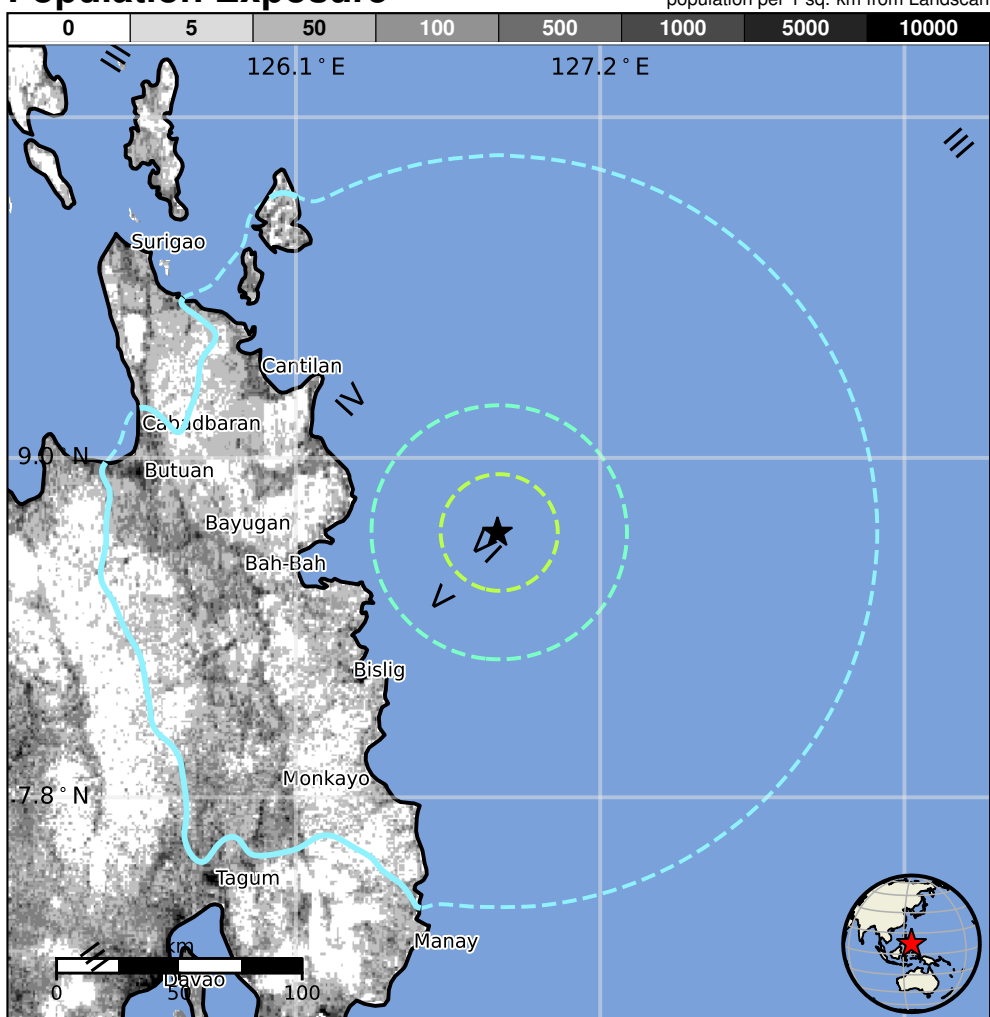 Population Exposure
population per 1 sq. km from Landscan
0 5 50 100 500 1000 5000 10000
III
126.1°E 127.2°E
III
Surigao
Cantilan
IV
Cabadbaran
9.0°N
Butuan
Bayugan
VI
Bah-Bah
V
Bislig
Monkayo
7.8°N
Tagum
Manay
III
km
Davao
0 50 100